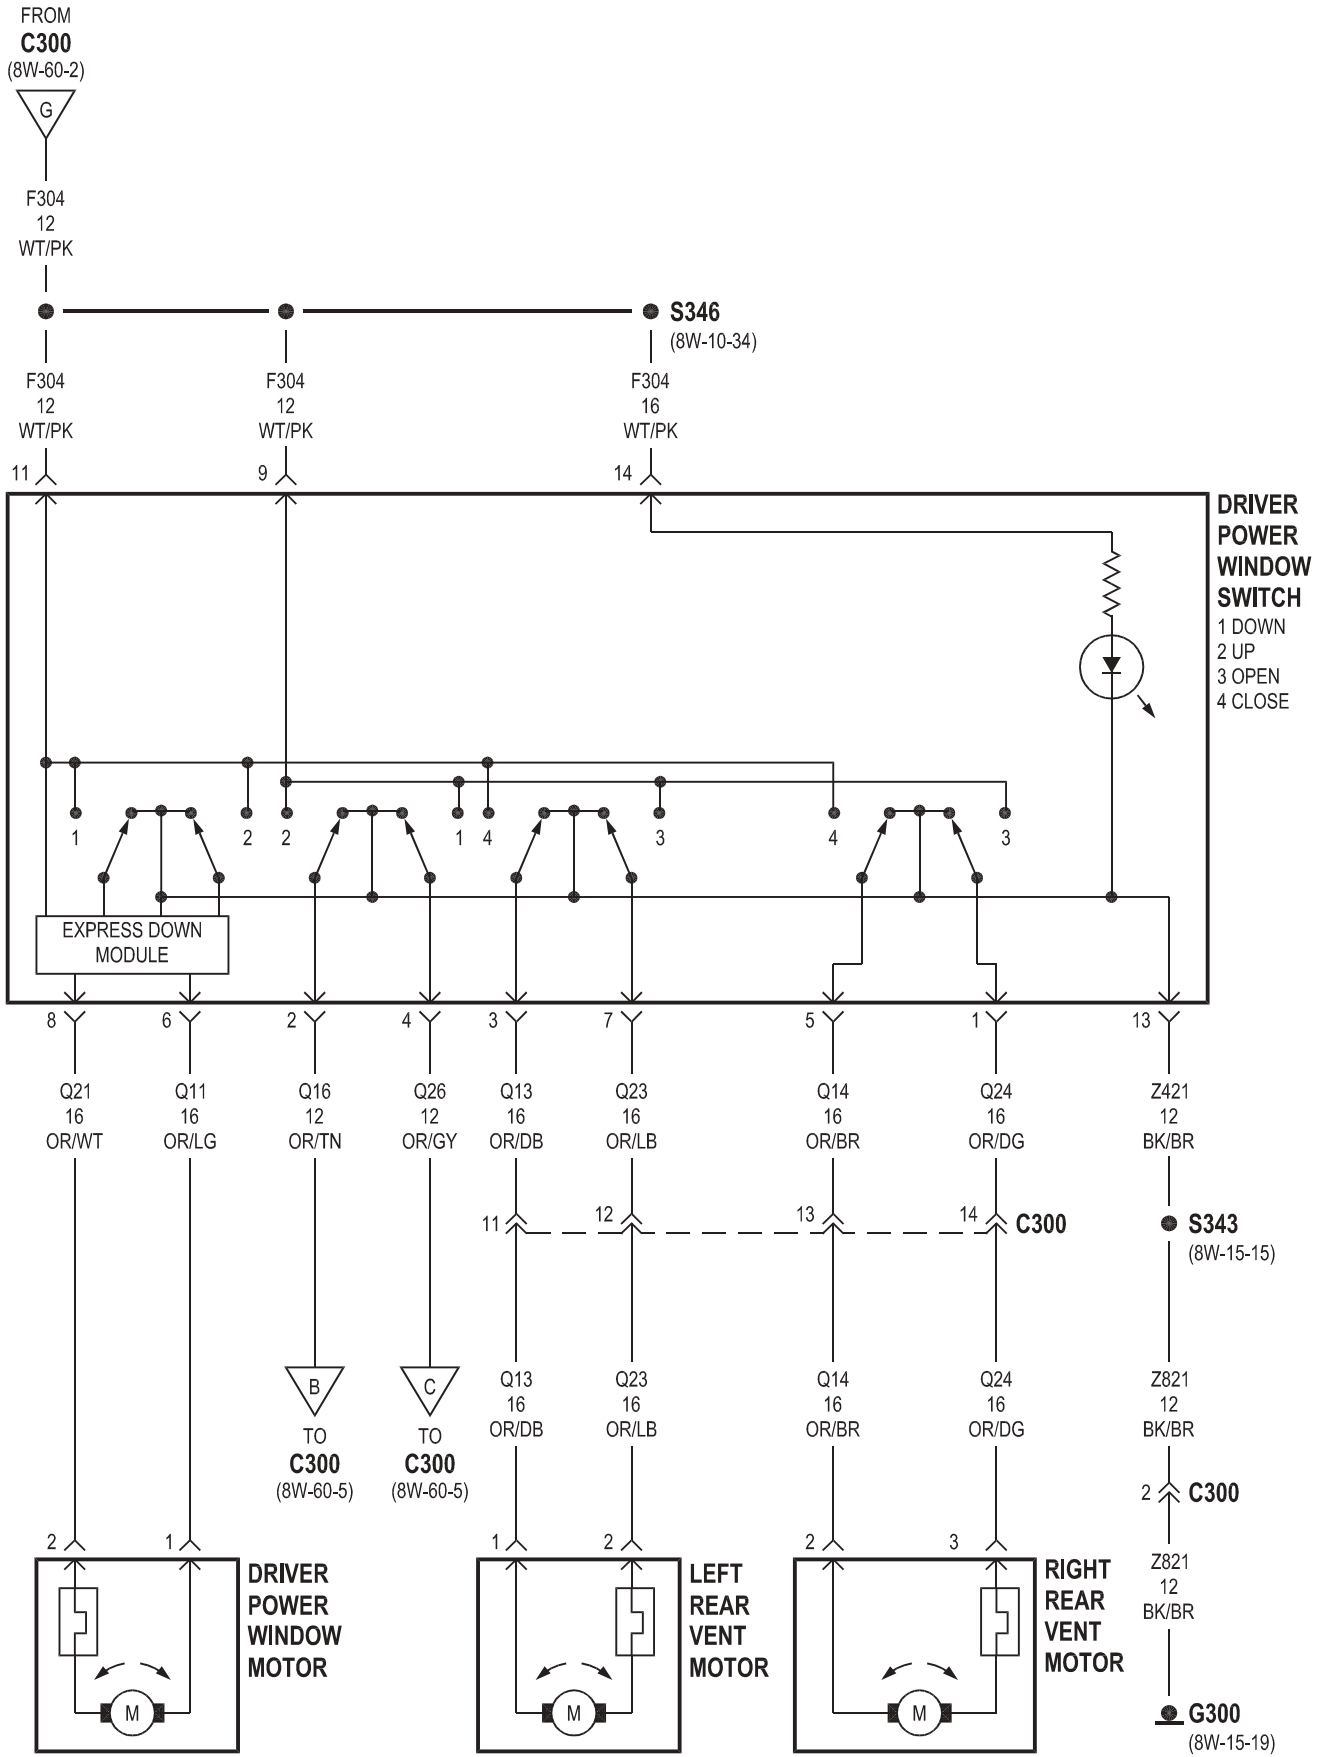 FROM
C300
(8W-60-2)
G
F304
12
WT/PK
S346
(8W-10-34)
F304 F304 F304
12 12 16
WT/PK WT/PK WT/PK
11 9 14
DRIVER
POWER
WINDOW
SWITCH
1 DOWN
2 UP
3 OPEN
4 CLOSE
1 2 2 1 4 3 4 3
EXPRESS DOWN
MODULE
8 6 2 4 3 7 5 1 13
Q21 Q11 Q16 Q26 Q13 Q23 Q14 Q24 Z421
16 16 12 12 16 16 16 16 12
OR/WT OR/LG OR/TN OR/GY OR/DB OR/LB OR/BR OR/DG BK/BR
11 12 13 14 C300
S343
(8W-15-15)
B C
TO TO
C300 C300
(8W-60-5) (8W-60-5)
Q13 Q23 Q14 Q24 Z821
16 16 16 16 12
OR/DB OR/LB OR/BR OR/DG BK/BR
2 C300
2 1 1 2 2 3
Z821
12
BK/BR
DRIVER
POWER
WINDOW
MOTOR
M
LEFT
REAR
VENT
MOTOR
M
RIGHT
REAR
VENT
MOTOR
M
G300
(8W-15-19)